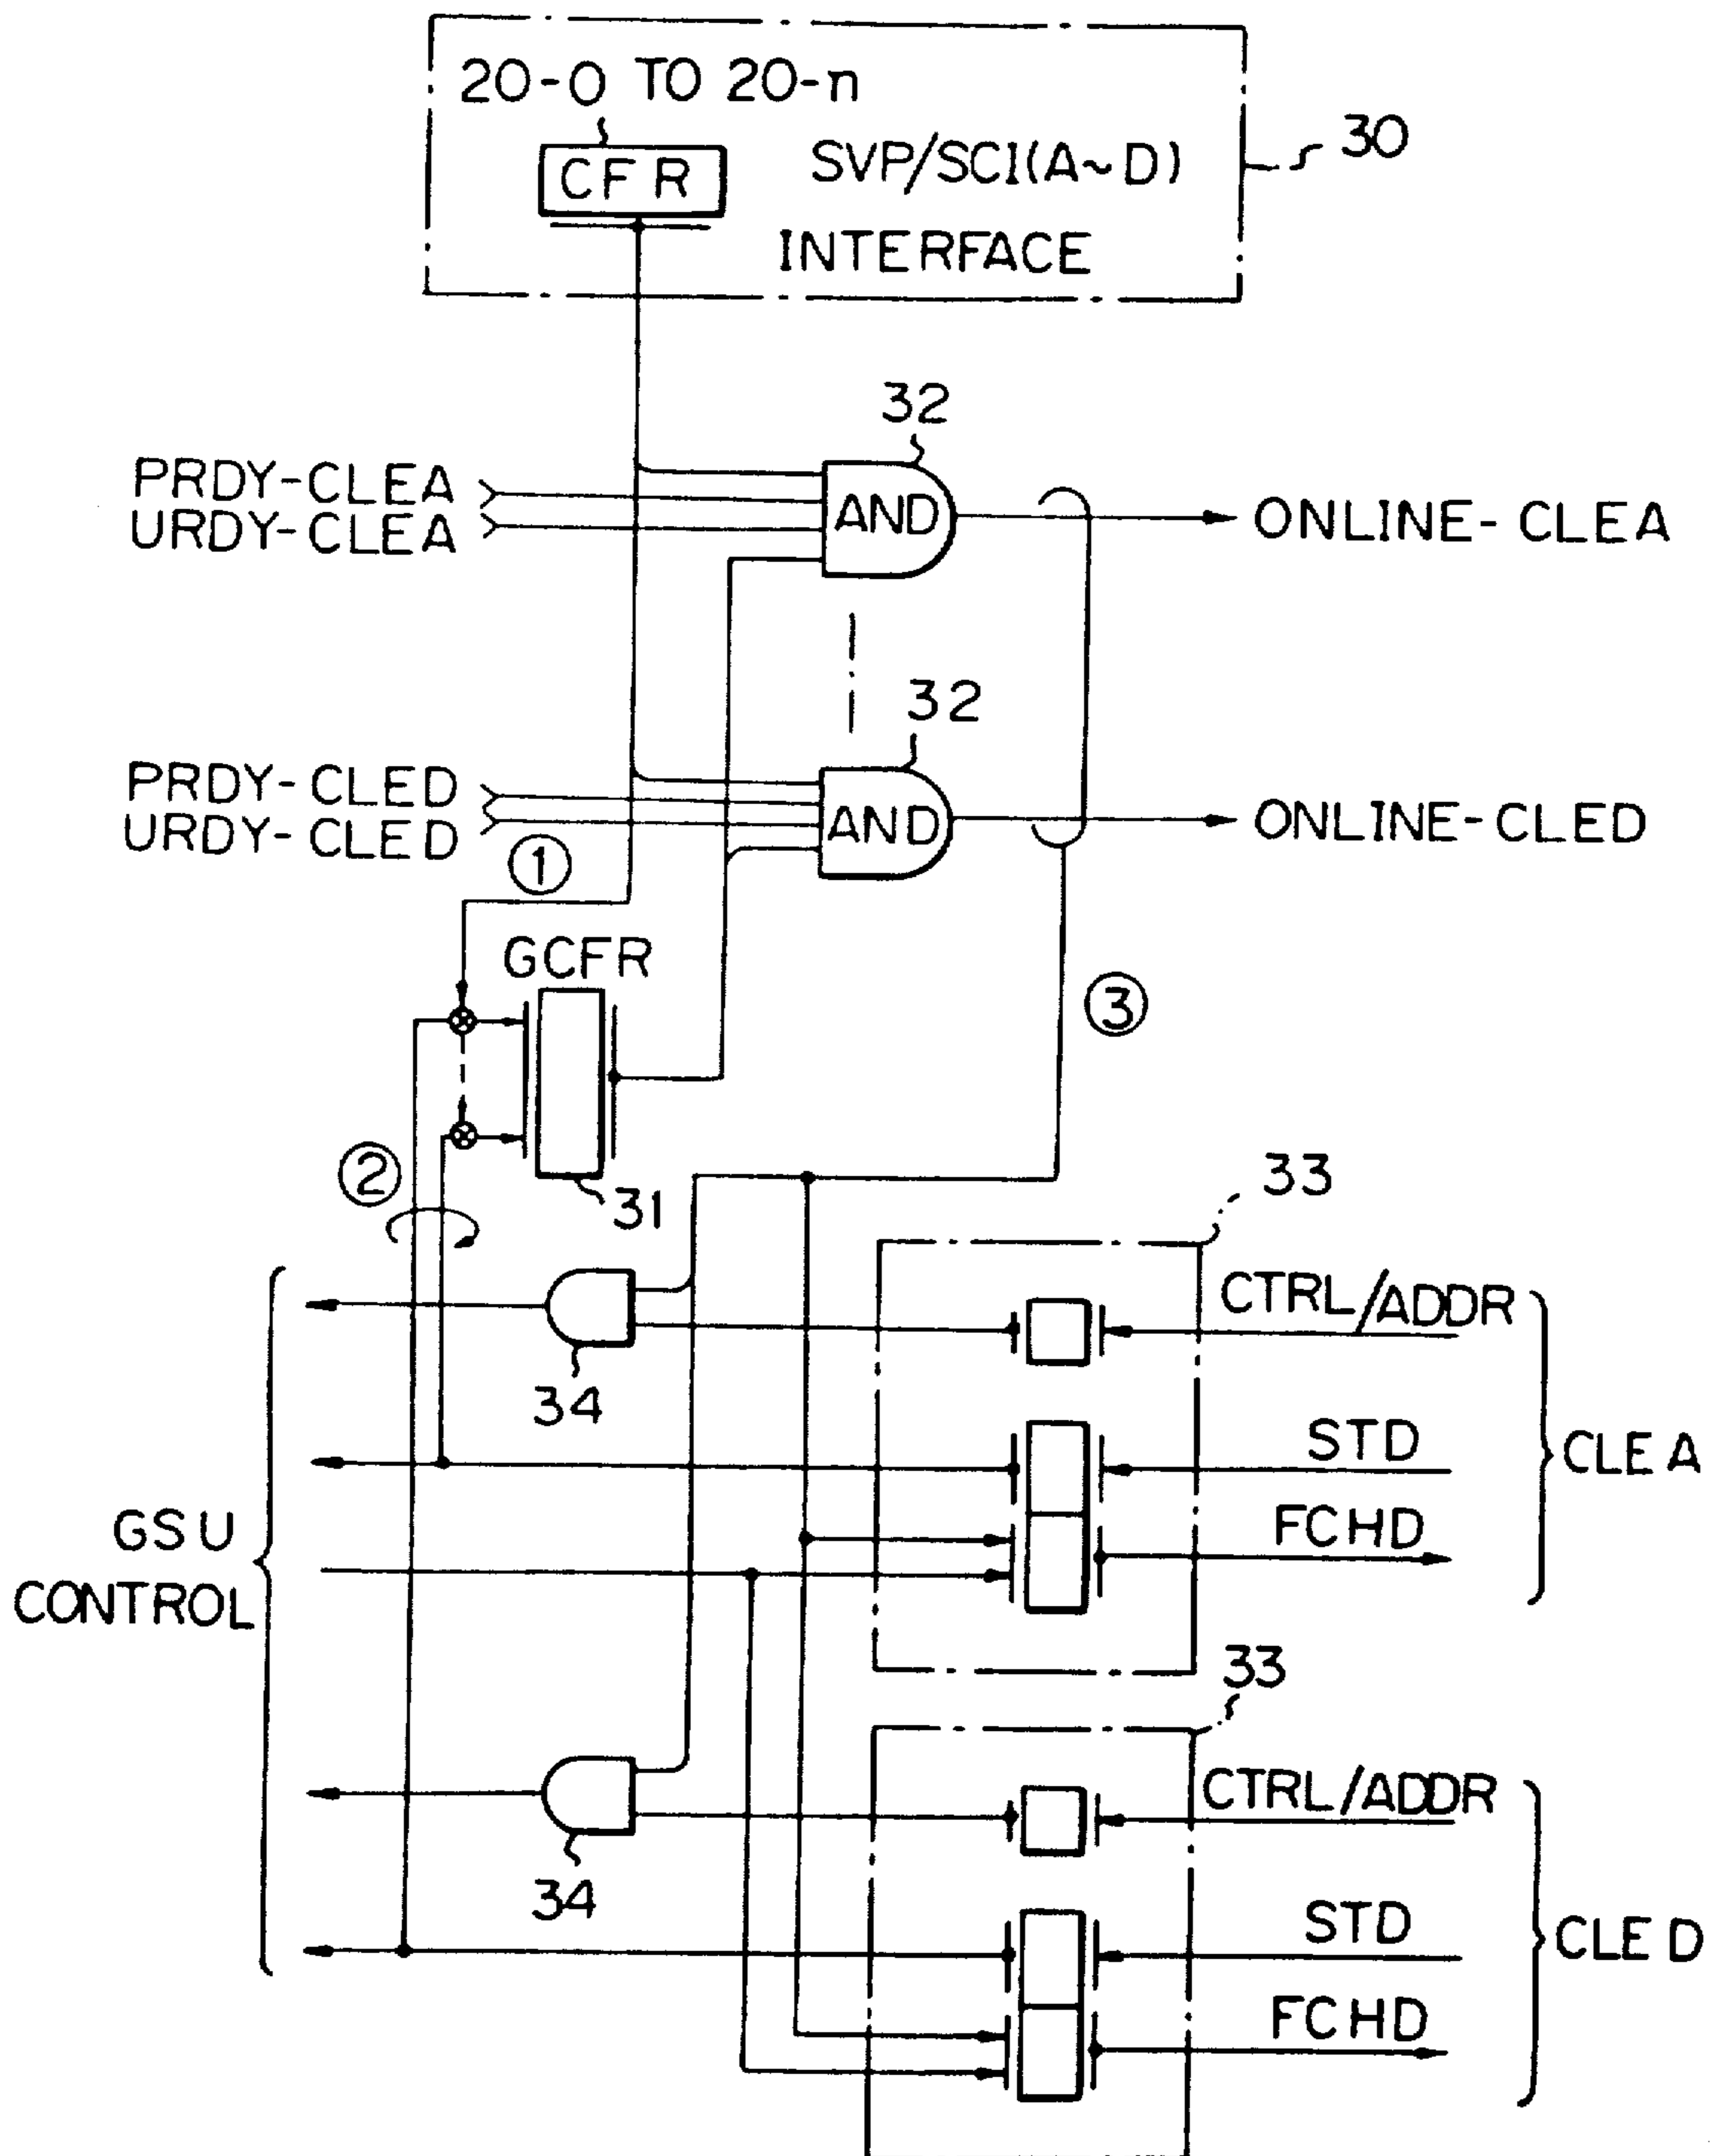 20-0 TO 20-n
CFR
SVP/SCI(A~D)
INTERFACE
30
32
PRDY-CLEA
URDY-CLEA
AND
ONLINE-CLEA
32
PRDY-CLED
URDY-CLED
AND
ONLINE-CLED
①
GCFR
③
②
31
33
CTRL/ADDR
34
STD
CLEA
FCHD
GSU
CONTROL
33
CTRL/ADDR
34
STD
CLED
FCHD